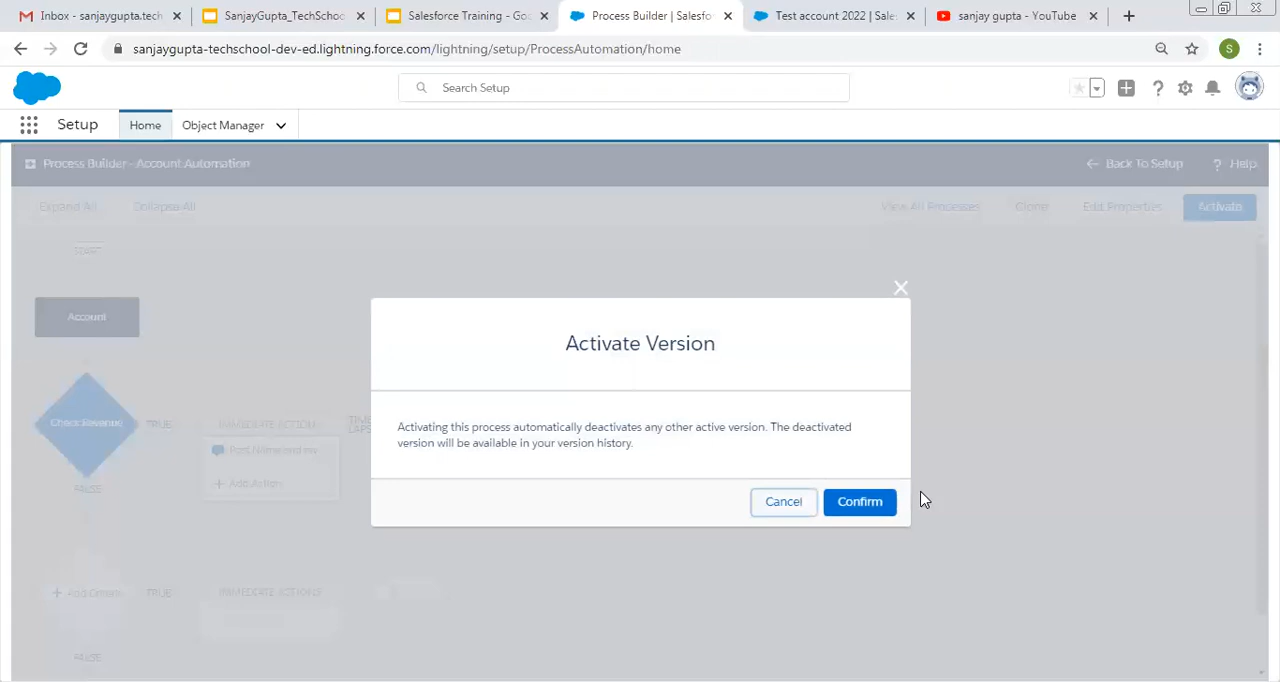 Inbox - sanjaygupta.tech
SanjayGupta_TechSchoo
Salesforce Training - Goo
Process Builder | Salesfo
Test account 2022 | Sale
sanjay gupta - YouTube
sanjaygupta-techschool-dev-ed.lightning.force.com/lightning/setup/ProcessAutomation/home
S
Search Setup
Setup
Home
Object Manager
Process Builder - Account Automation
Back To Setup
? Help
Expand All
Collapse All
View All Processes
Clone
Edit Properties
Activate
START
Account
Activate Version
Activating this process automatically deactivates any other active version. The deactivated
version will be available in your version history.
Cancel
Confirm
Check Revenue
TRUE
IMMEDIATE ACTION
+ Add Action
FALSE
+ Add Criteria
TRUE
IMMEDIATE ACTIONS
FALSE